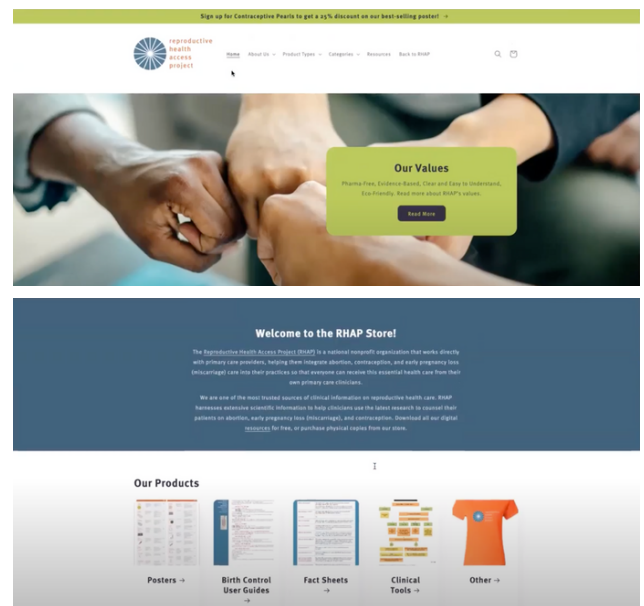 Sign up for Contraceptive Pearls to get a 25% discount on our best-selling poster! →
reproductive
health
access
project
Home About Us Product Types Categories Resources Back to RHAP
Our Values
Pharma-Free, Evidence-Based, Clear and Easy to Understand,
Eco-Friendly. Read more about RHAP's values.
Read More
Welcome to the RHAP Store!
The Reproductive Health Access Project (RHAP) is a national nonprofit organization that works directly
with primary care providers, helping them integrate abortion, contraception, and early pregnancy loss
(miscarriage) care into their practices so that everyone can receive this essential health care from their
own primary care clinicians.
We are one of the most trusted sources of clinical information on reproductive health care. RHAP
harnesses extensive scientific information to help clinicians use the latest research to counsel their
patients on abortion, early pregnancy loss (miscarriage), and contraception. Download all our digital
resources for free, or purchase physical copies from our store.
Our Products
Posters →
Birth Control
User Guides
→
Fact Sheets
→
Clinical
Tools →
Other →